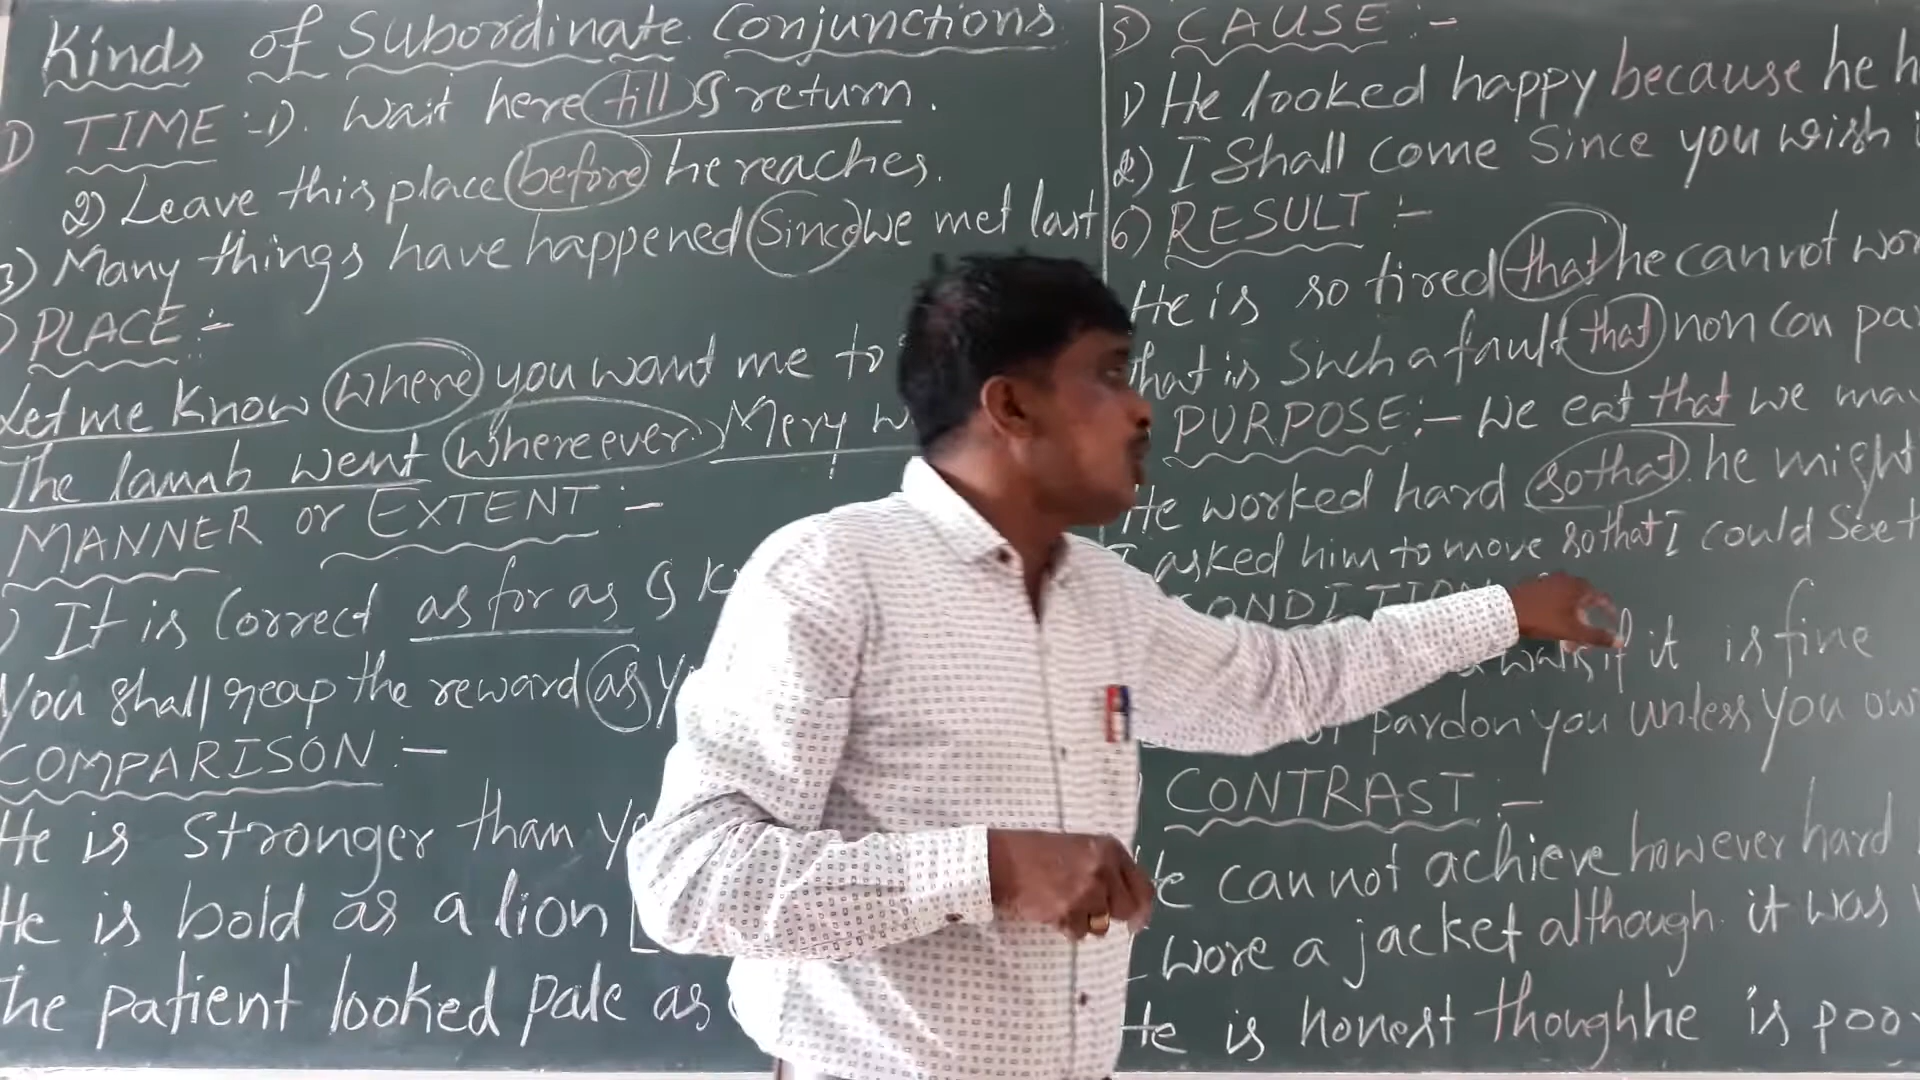 Kinds of Subordinate Conjunctions
1) TIME :- 1). Wait here till I return.
2) Leave this place before he reaches.
3) Many things have happened Since we met last
PLACE :-
Let me know where you want me to
The lamb went whereever Mery w
MANNER or EXTENT :-
) It is Correct as for as I K
You shall reap the reward as y
COMPARISON :-
He is Stronger than yo
He is bold as a lion [
The patient looked pale as
5) CAUSE :-
1) He looked happy because he h
2) I Shall come Since you wish i
6) RESULT :-
He is so tired that he cannot wor
That is Such a fault that non can par
PURPOSE :- We eat that we may
He worked hard so that he might
I asked him to move so that I could See t
CONDITION
a walk if it is fine
pardon you unless you ow
CONTRAST :-
He cannot achieve however hard
I wore a jacket although it was
He is honest though he is poor